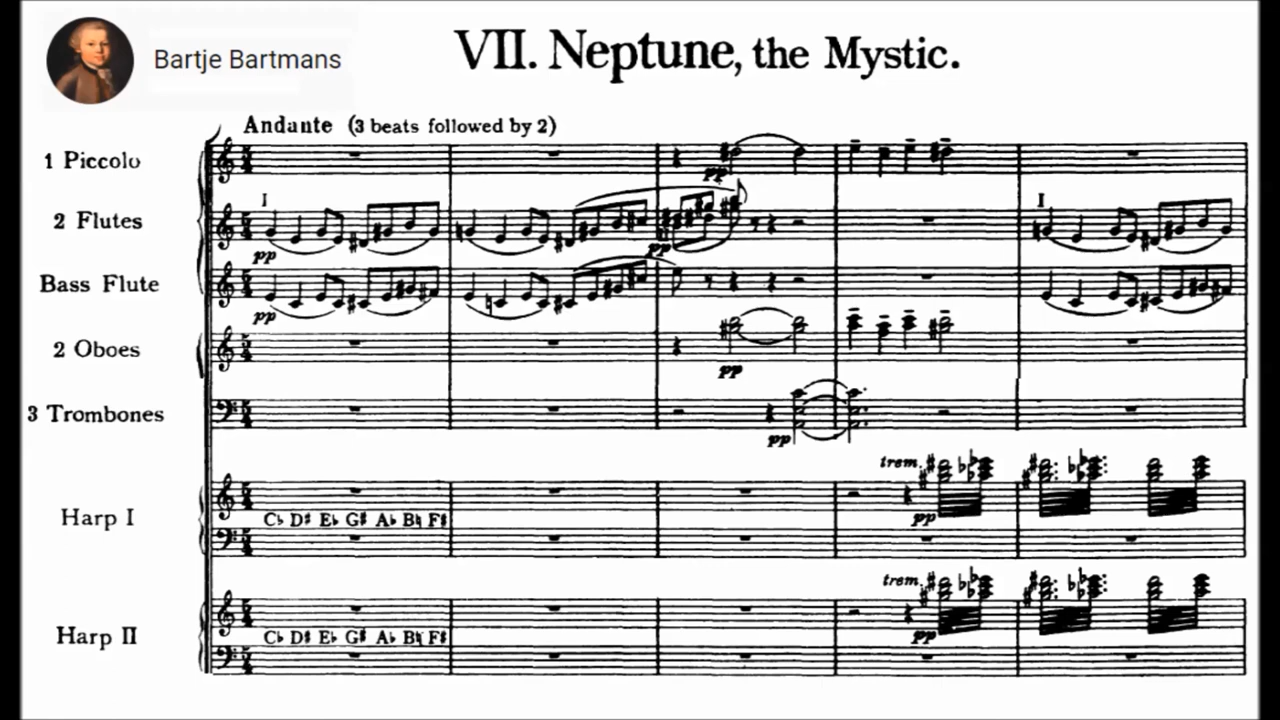 Bartje Bartmans
VII. Neptune, the Mystic.
Andante (3 beats followed by 2)
1 Piccolo
pp
2 Flutes
I
I
pp
pp
Bass Flute
pp
2 Oboes
pp
3 Trombones
pp
trem.
Harp I
C♭ D♯ E♭ G♯ A♭ B♮ F♯
pp
trem.
Harp II
C♭ D♯ E♭ G♯ A♭ B♮ F♯
pp